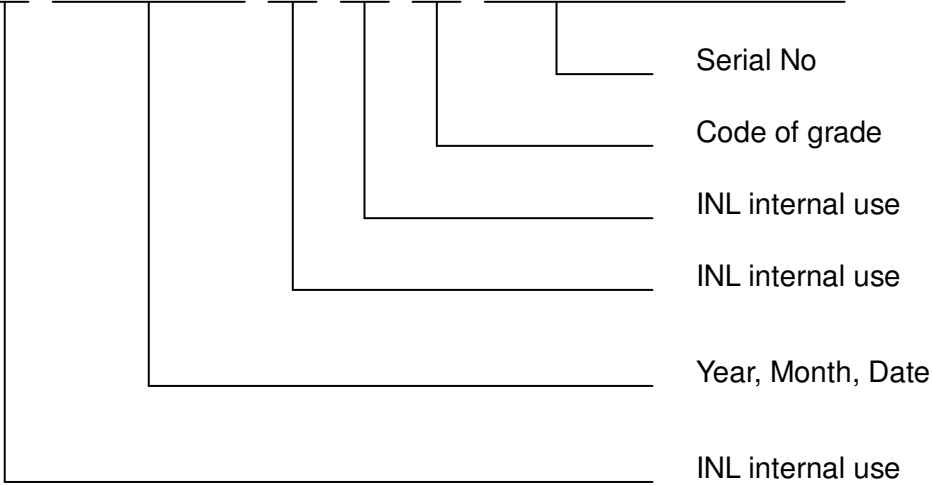 Serial No
Code of grade
INL internal use
INL internal use
Year, Month, Date
INL internal use